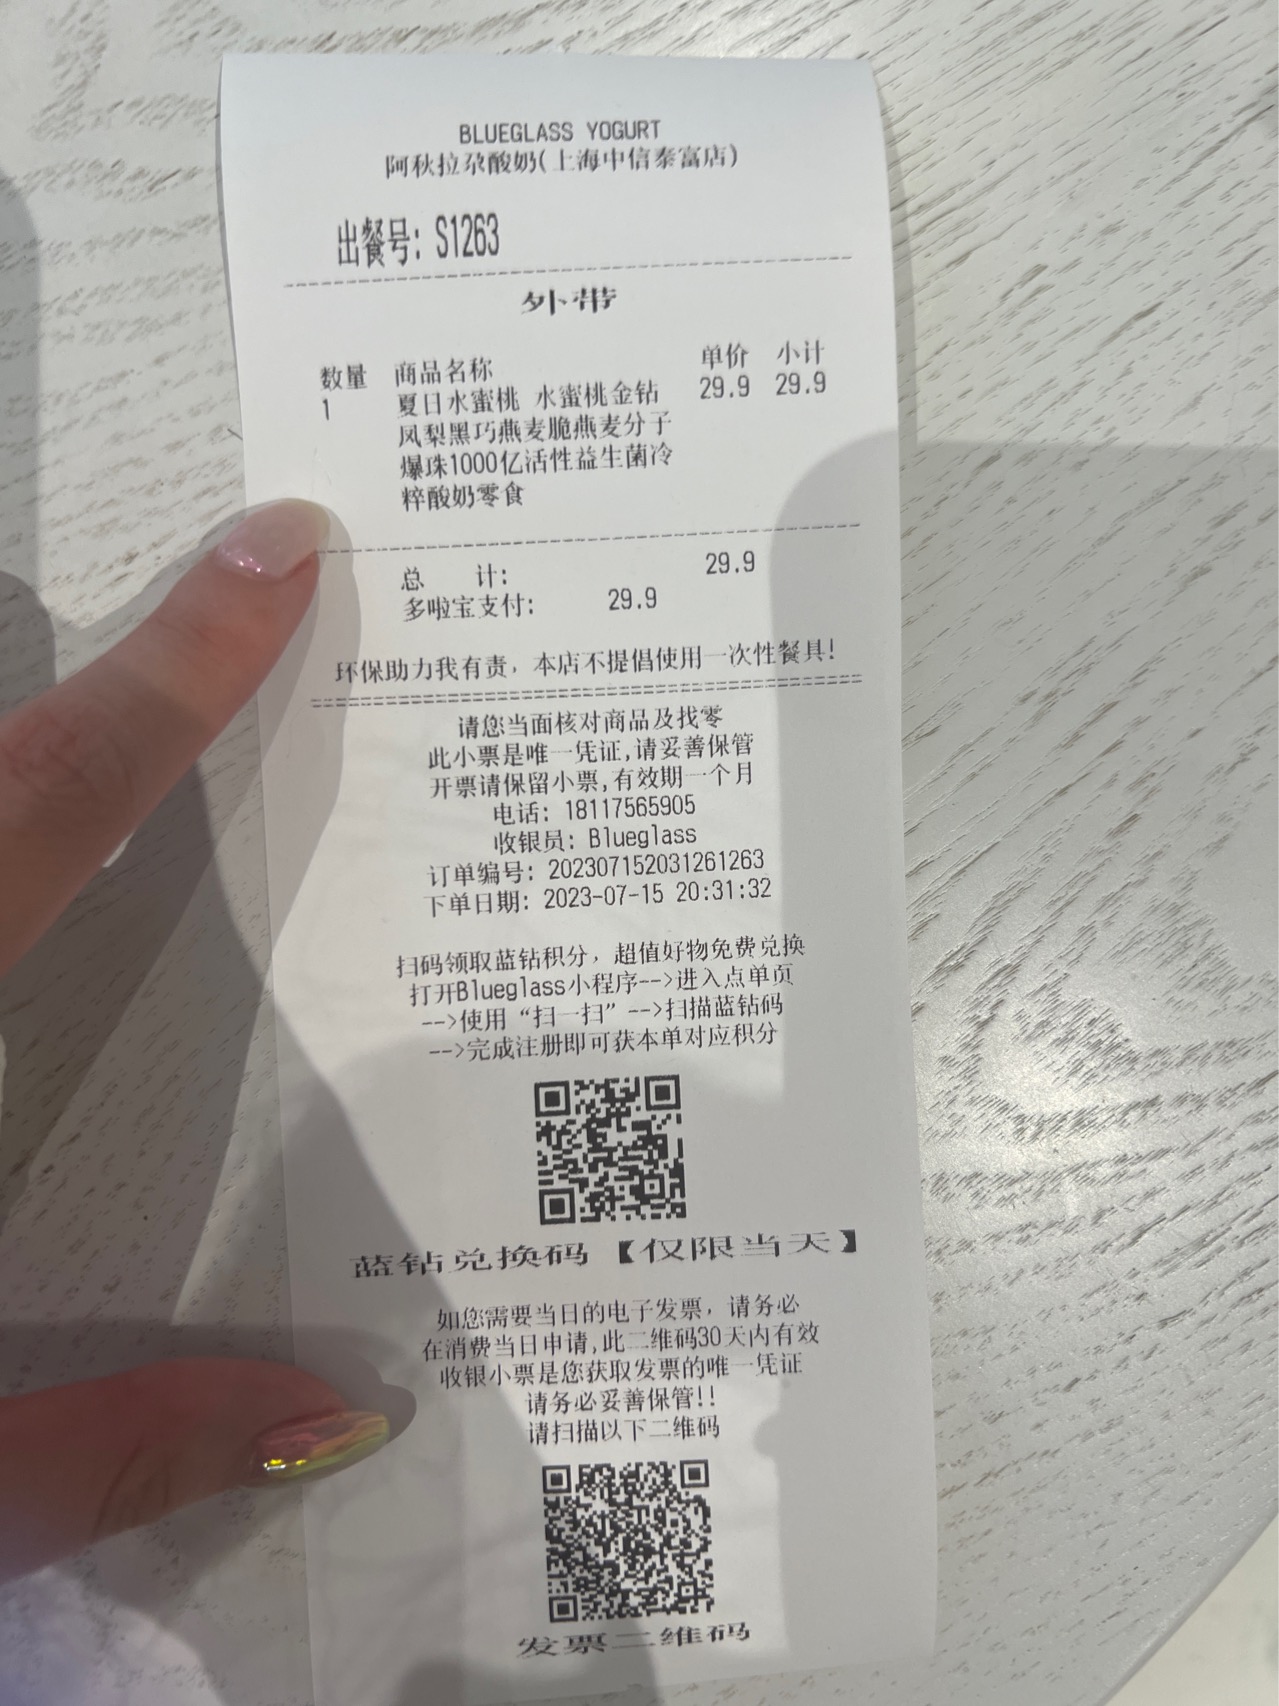 BLUEGLASS YOGURT
阿秋拉尕酸奶(上海中信泰富店)
出餐号: S1263
外带
数量 商品名称 单价 小计
1 夏日水蜜桃 水蜜桃金钻 29.9 29.9
凤梨黑巧燕麦脆燕麦分子
爆珠1000亿活性益生菌冷
粹酸奶零食
总 计: 29.9
多啦宝支付: 29.9
环保助力我有责，本店不提倡使用一次性餐具!
请您当面核对商品及找零
此小票是唯一凭证,请妥善保管
开票请保留小票,有效期一个月
电话: 18117565905
收银员: Blueglass
订单编号: 202307152031261263
下单日期: 2023-07-15 20:31:32
扫码领取蓝钻积分，超值好物免费兑换
打开Blueglass小程序-->进入点单页
-->使用“扫一扫”-->扫描蓝钻码
-->完成注册即可获本单对应积分
蓝钻兑换码【仅限当天】
如您需要当日的电子发票，请务必
在消费当日申请,此二维码30天内有效
收银小票是您获取发票的唯一凭证
请务必妥善保管!!
请扫描以下二维码
发票二维码